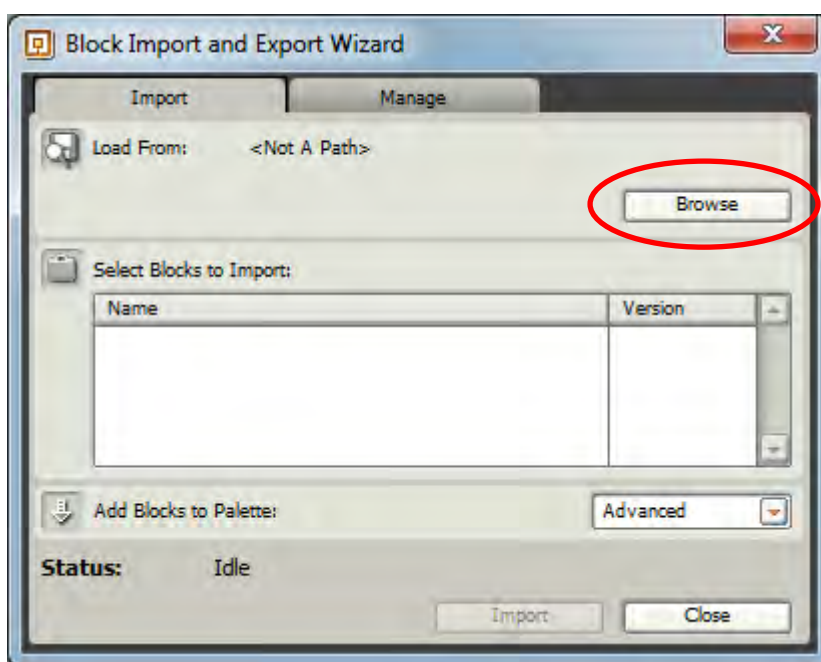 Block Import and Export Wizard
x
Import Manage
Load From: <Not A Path>
Browse
Select Blocks to Import:
Name Version
Add Blocks to Palette: Advanced
Status: Idle
Import Close